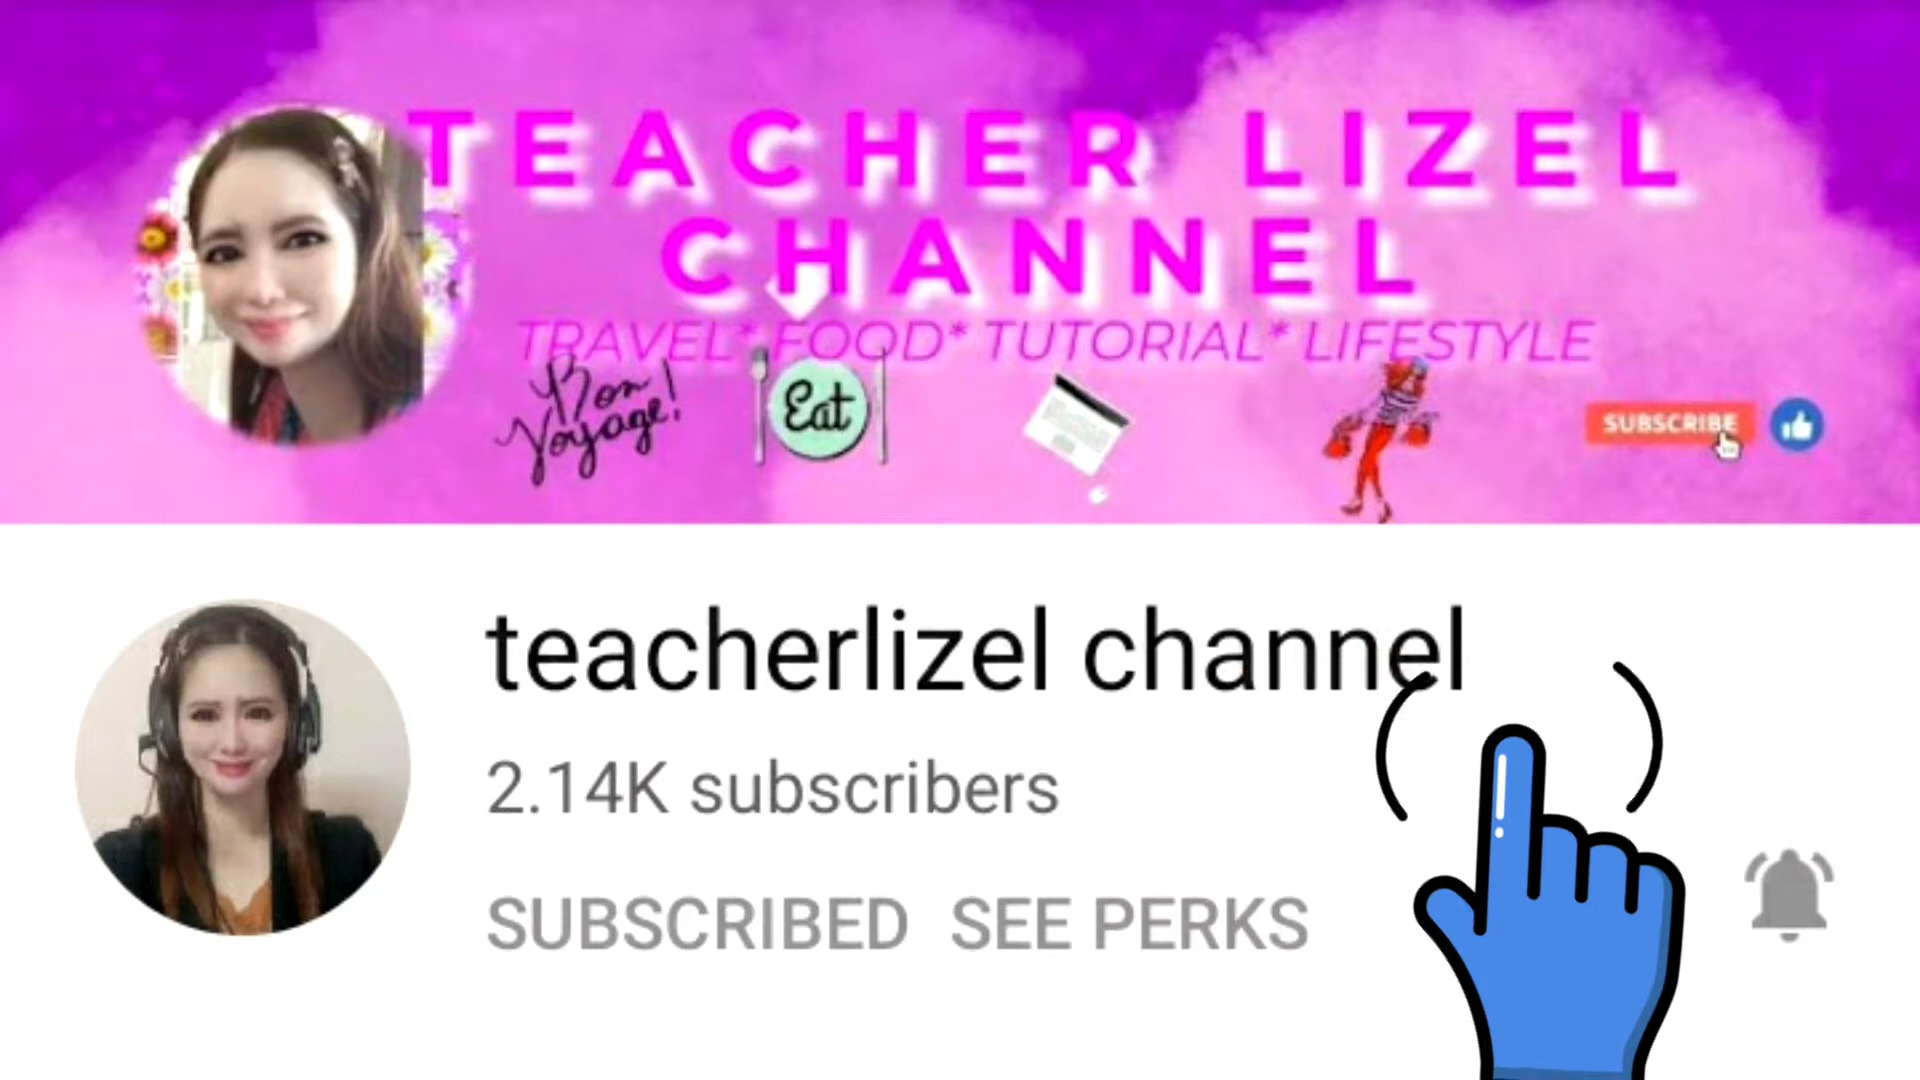 TEACHER LIZEL
CHANNEL
TRAVEL* FOOD* TUTORIAL* LIFESTYLE
Bon
Voyage!
Eat
SUBSCRIBE
teacherlizel channel
2.14K subscribers
SUBSCRIBED SEE PERKS